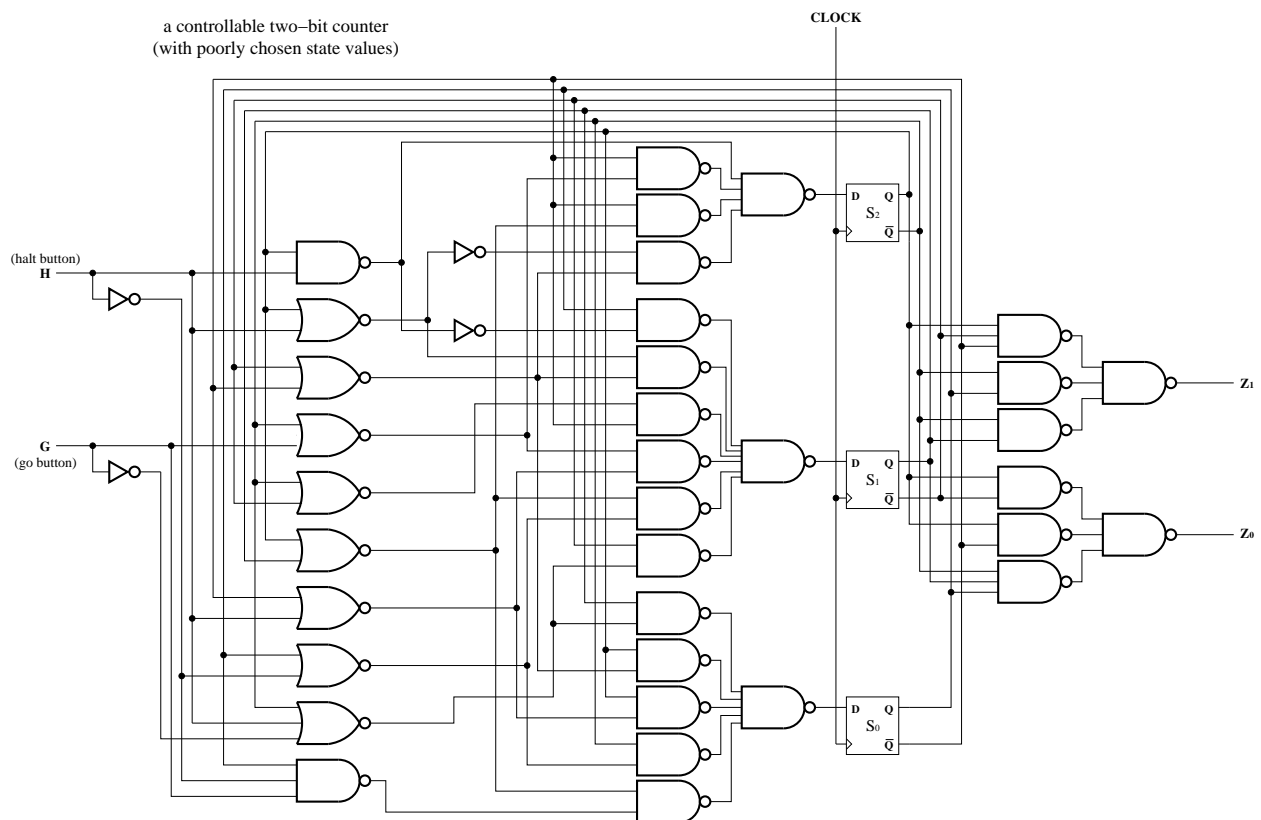 a controllable two−bit counter
(with poorly chosen state values)
CLOCK
D Q
S2
Q
(halt button)
H
Z1
G
(go button)
D Q
S1
Q
Z0
D Q
S0
Q